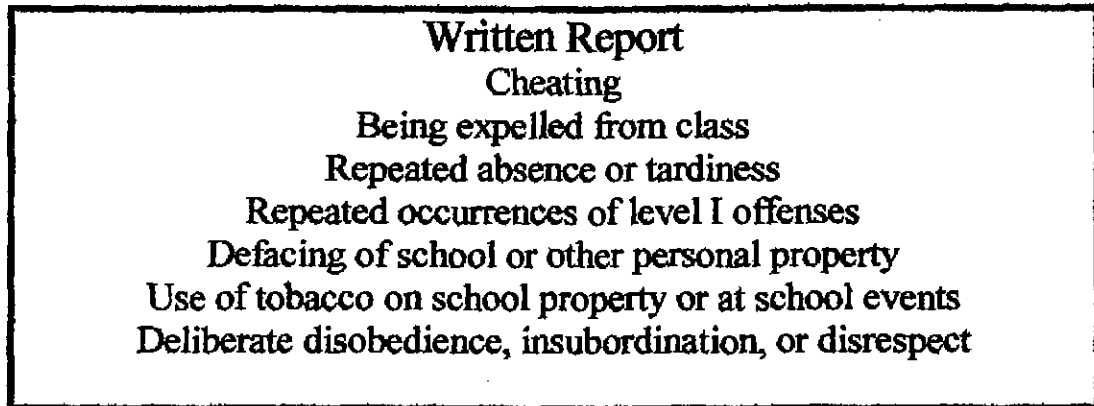 Written Report
Cheating
Being expelled from class
Repeated absence or tardiness
Repeated occurrences of level I offenses
Defacing of school or other personal property
Use of tobacco on school property or at school events
Deliberate disobedience, insubordination, or disrespect